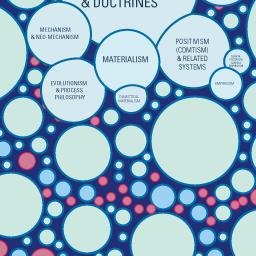 & DOCTRINES
MECHANISM
& NEO-MECHANISM
MATERIALISM
POSITIVISM
(COMTISM)
& RELATED
SYSTEMS
EVOLUTIONISM
& PROCESS
PHILOSOPHY
DIALECTICAL
MATERIALISM
EMPIRICISM